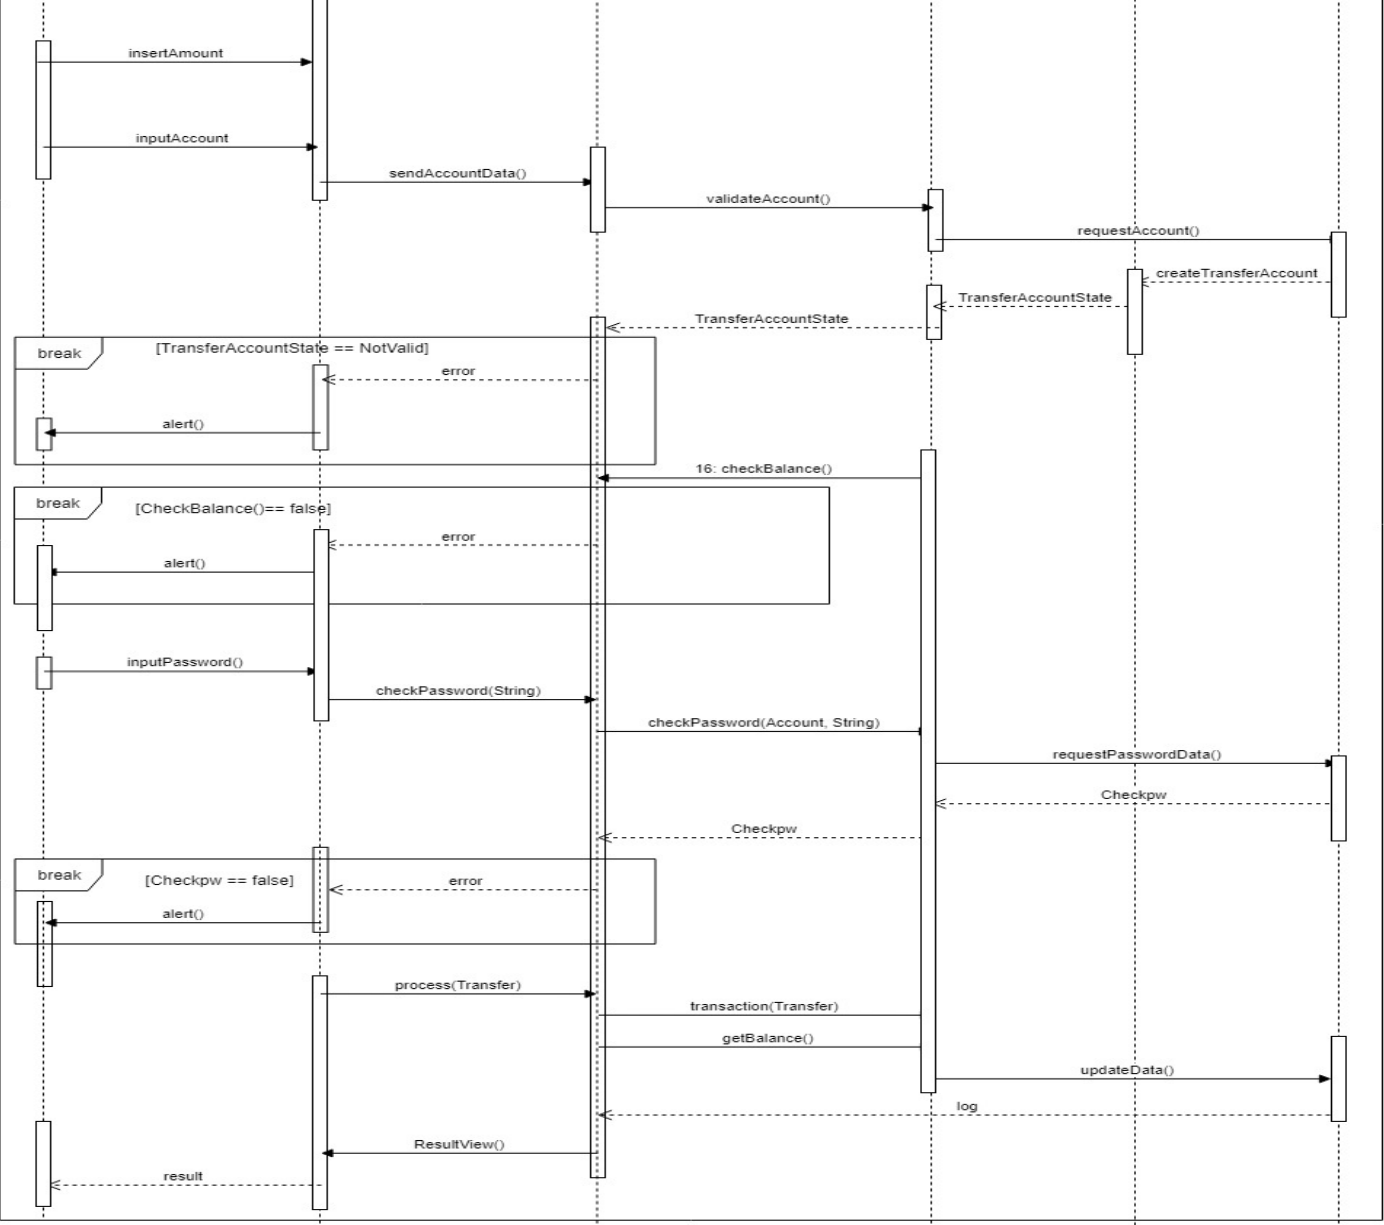 insertAmount
inputAccount
sendAccountData()
validateAccount()
requestAccount()
createTransferAccount
TransferAccountState
TransferAccountState
break
[TransferAccountState == NotValid]
error
alert()
16: checkBalance()
break
[CheckBalance()== false]
error
alert()
inputPassword()
checkPassword(String)
checkPassword(Account, String)
requestPasswordData()
Checkpw
Checkpw
break
[Checkpw == false]
error
alert()
process(Transfer)
transaction(Transfer)
getBalance()
updateData()
log
ResultView()
result